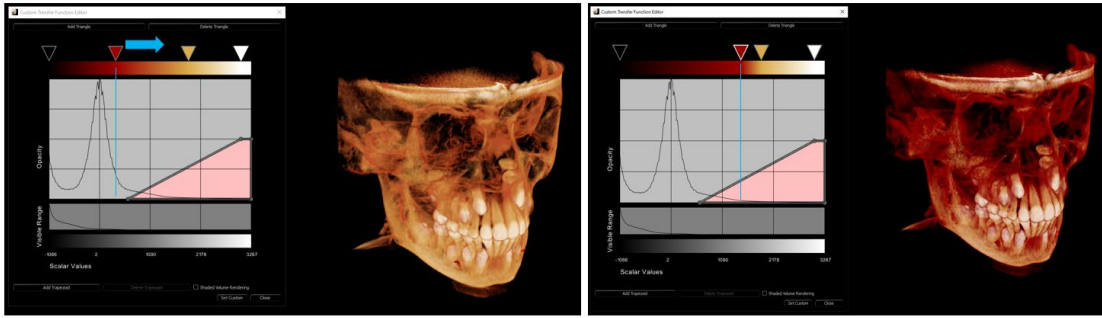 Custom Transfer Function Editor
Add Triangle Delete Triangle
Opacity
Visible Range
-1086 2 1090 2178 3267
Scalar Values
Add Trapezoid Delete Trapezoid Shaded Volume Rendering
Set Custom Close
Custom Transfer Function Editor
Add Triangle Delete Triangle
Opacity
Visible Range
-1086 2 1090 2178 3267
Scalar Values
Add Trapezoid Delete Trapezoid Shaded Volume Rendering
Set Custom Close